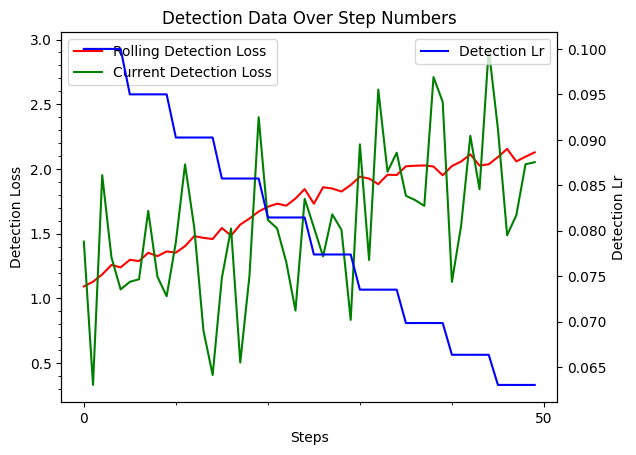 Detection Data Over Step Numbers
Rolling Detection Loss
Current Detection Loss
Detection Lr
3.0
2.5
2.0
1.5
1.0
0.5
Detection Loss
0.100
0.095
0.090
0.085
0.080
0.075
0.070
0.065
Detection Lr
0
50
Steps